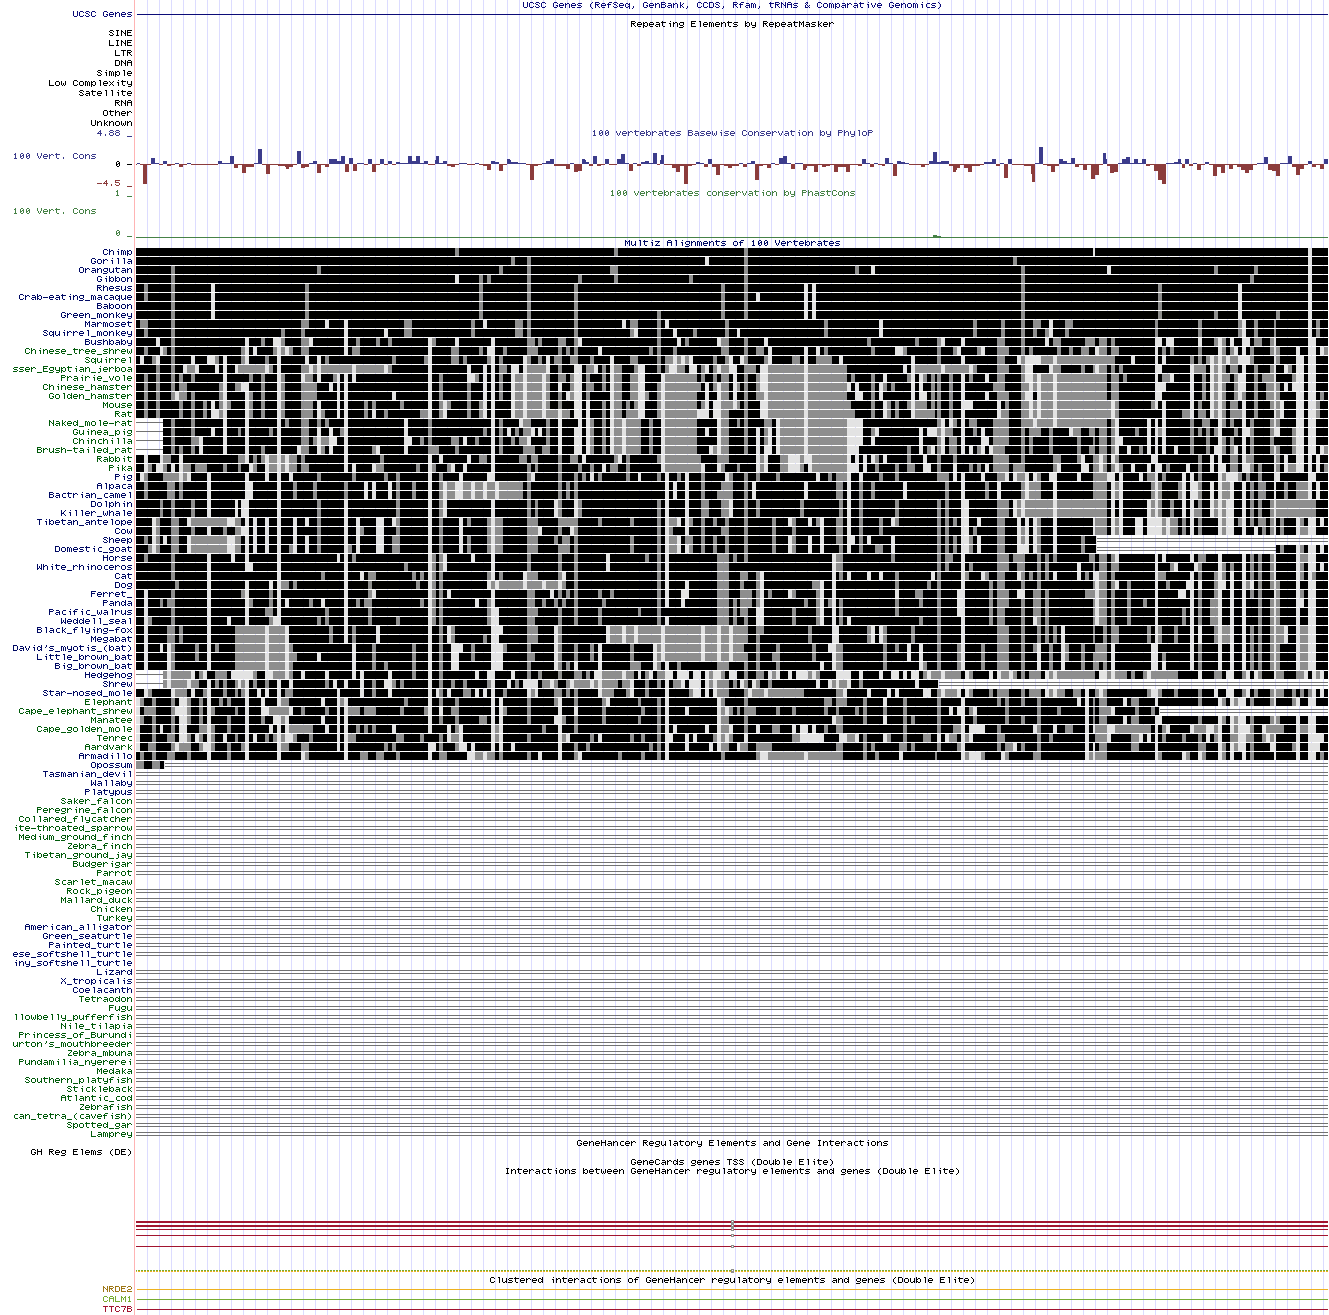 UCSC Genes (RefSeq, GenBank, CCDS, Rfam, tRNAs & Comparative Genomics)
UCSC Genes
Repeating Elements by RepeatMasker
SINE
LINE
LTR
DNA
Simple
Low Complexity
Satellite
RNA
Other
Unknown
4.88 _
100 vertebrates Basewise Conservation by PhyloP
100 Vert. Cons
0 _
-4.5 _
1 _
100 vertebrates conservation by PhastCons
100 Vert. Cons
0 _
Multiz Alignments of 100 Vertebrates
Chimp
Gorilla
Orangutan
Gibbon
Rhesus
Crab-eating_macaque
Baboon
Green_monkey
Marmoset
Squirrel_monkey
Bushbaby
Chinese_tree_shrew
Squirrel
sser_Egyptian_jerboa
Prairie_vole
Chinese_hamster
Golden_hamster
Mouse
Rat
Naked_mole-rat
Guinea_pig
Chinchilla
Brush-tailed_rat
Rabbit
Pika
Pig
Alpaca
Bactrian_camel
Dolphin
Killer_whale
Tibetan_antelope
Cow
Sheep
Domestic_goat
Horse
White_rhinoceros
Cat
Dog
Ferret_
Panda
Pacific_walrus
Weddell_seal
Black_flying-fox
Megabat
David's_myotis_(bat)
Little_brown_bat
Big_brown_bat
Hedgehog
Shrew
Star-nosed_mole
Elephant
Cape_elephant_shrew
Manatee
Cape_golden_mole
Tenrec
Aardvark
Armadillo
Opossum
Tasmanian_devil
Wallaby
Platypus
Saker_falcon
Peregrine_falcon
Collared_flycatcher
ite-throated_sparrow
Medium_ground_finch
Zebra_finch
Tibetan_ground_jay
Budgerigar
Parrot
Scarlet_macaw
Rock_pigeon
Mallard_duck
Chicken
Turkey
American_alligator
Green_seaturtle
Painted_turtle
ese_softshell_turtle
iny_softshell_turtle
Lizard
X_tropicalis
Coelacanth
Tetraodon
Fugu
llowbelly_pufferfish
Nile_tilapia
Princess_of_Burundi
urton's_mouthbreeder
Zebra_mbuna
Pundamilia_nyererei
Medaka
Southern_platyfish
Stickleback
Atlantic_cod
Zebrafish
can_tetra_(cavefish)
Spotted_gar
Lamprey
GeneHancer Regulatory Elements and Gene Interactions
GH Reg Elems (DE)
GeneCards genes TSS (Double Elite)
Interactions between GeneHancer regulatory elements and genes (Double Elite)
Clustered interactions of GeneHancer regulatory elements and genes (Double Elite)
NRDE2
CALM1
TTC7B